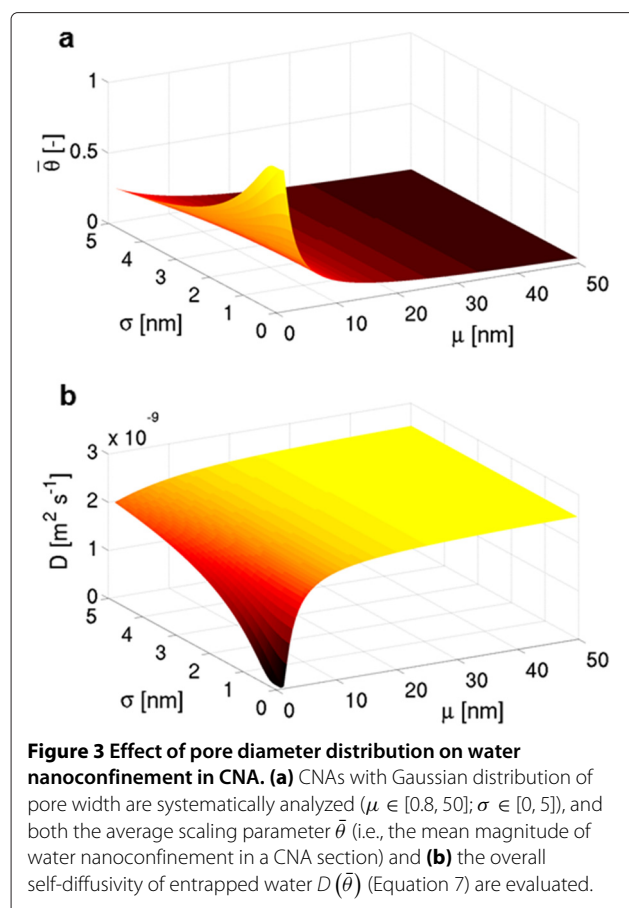 a
1
0.5
0
θ̄ [-]
5
4
3
2
1
0
σ [nm]
0
10
20
30
40
50
μ [nm]
b
x 10⁻⁹
3
2
1
0
D [m² s⁻¹]
5
4
3
2
1
0
σ [nm]
0
10
20
30
40
50
μ [nm]
Figure 3 Effect of pore diameter distribution on water
nanoconfinement in CNA. (a) CNAs with Gaussian distribution of
pore width are systematically analyzed (μ ∈ [0.8, 50]; σ ∈ [0, 5]), and
both the average scaling parameter θ̄ (i.e., the mean magnitude of
water nanoconfinement in a CNA section) and (b) the overall
self-diffusivity of entrapped water D (θ̄) (Equation 7) are evaluated.